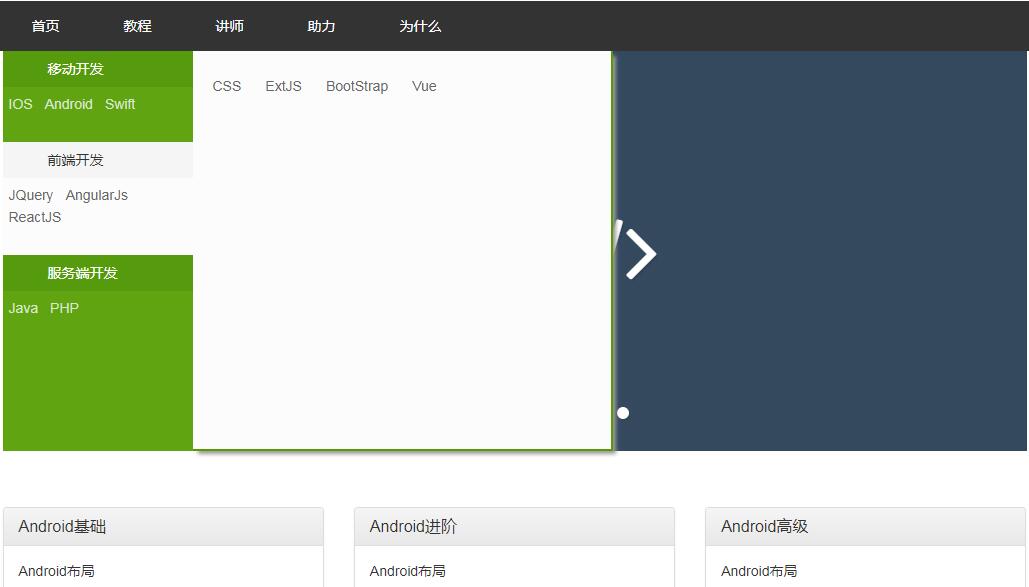 首页 教程 讲师 助力 为什么
移动开发
IOS Android Swift
前端开发
JQuery AngularJs
ReactJS
服务端开发
Java PHP
CSS ExtJS BootStrap Vue
Android基础
Android布局
Android进阶
Android布局
Android高级
Android布局